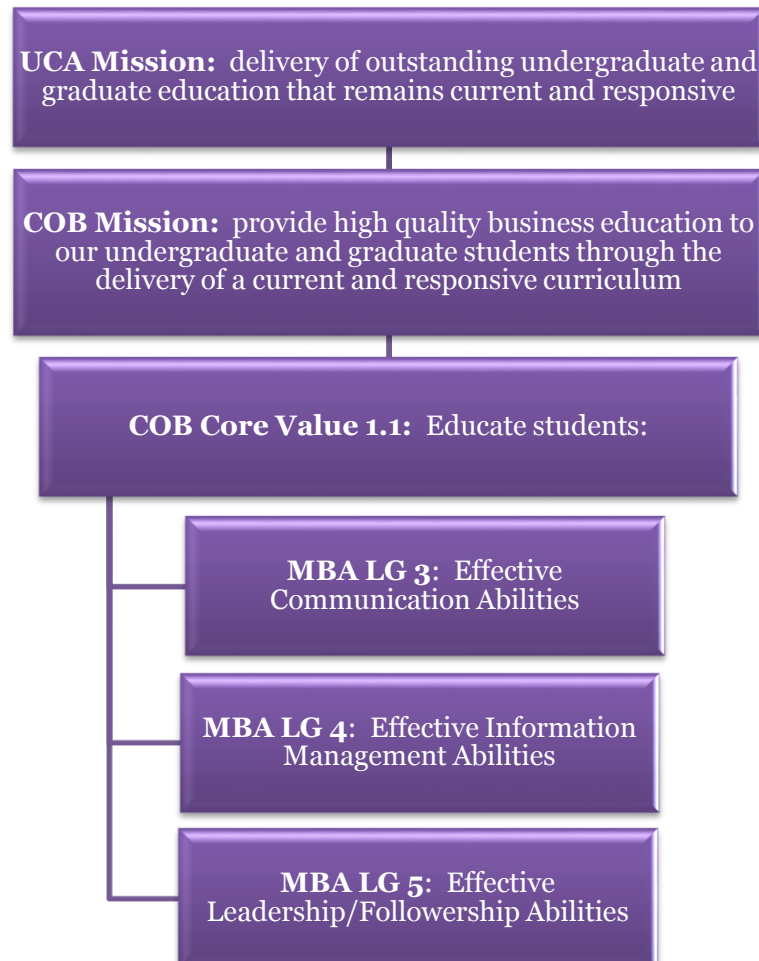 UCA Mission: delivery of outstanding undergraduate and
graduate education that remains current and responsive
COB Mission: provide high quality business education to
our undergraduate and graduate students through the
delivery of a current and responsive curriculum
COB Core Value 1.1: Educate students:
MBA LG 3: Effective
Communication Abilities
MBA LG 4: Effective Information
Management Abilities
MBA LG 5: Effective
Leadership/Followership Abilities